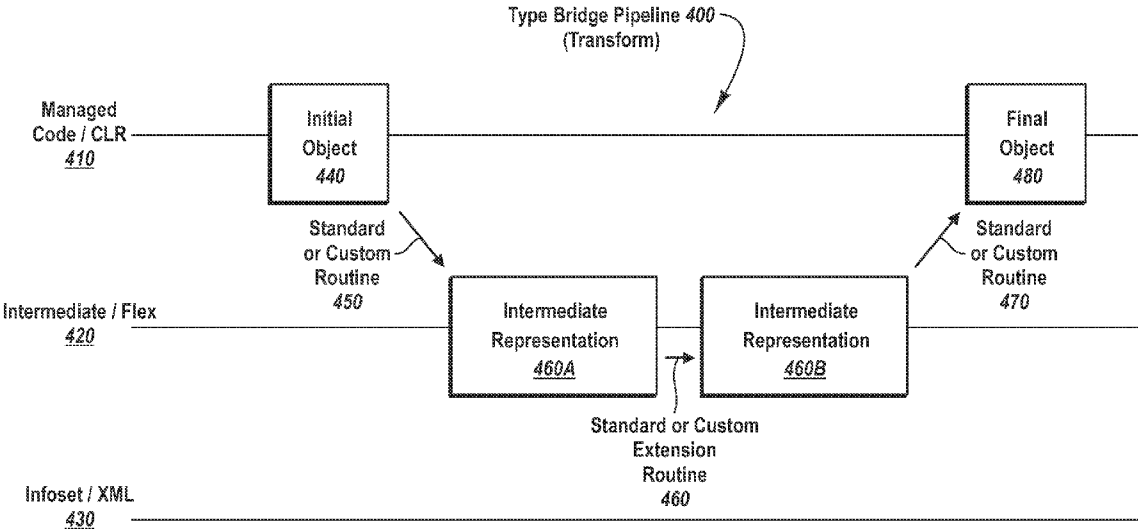 Type Bridge Pipeline 400
(Transform)
Managed
Code / CLR
410
Initial
Object
440
Final
Object
480
Standard
or Custom
Routine
450
Standard
or Custom
Routine
470
Intermediate / Flex
420
Intermediate
Representation
460A
Intermediate
Representation
460B
Standard or Custom
Extension
Routine
460
Infoset / XML
430